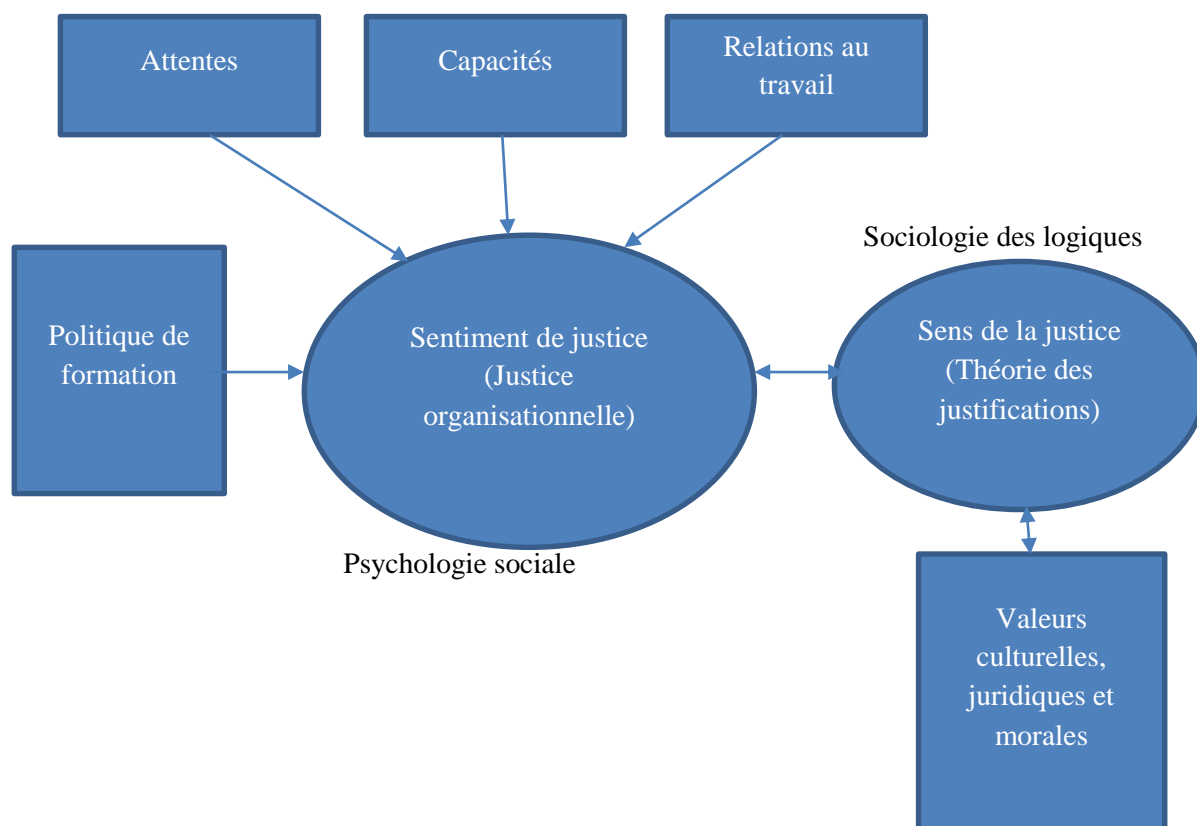 Attentes
Capacités
Relations au
travail
Sociologie des logiques
Politique de
formation
Sentiment de justice
(Justice
organisationnelle)
Sens de la justice
(Théorie des
justifications)
Psychologie sociale
Valeurs
culturelles,
juridiques et
morales